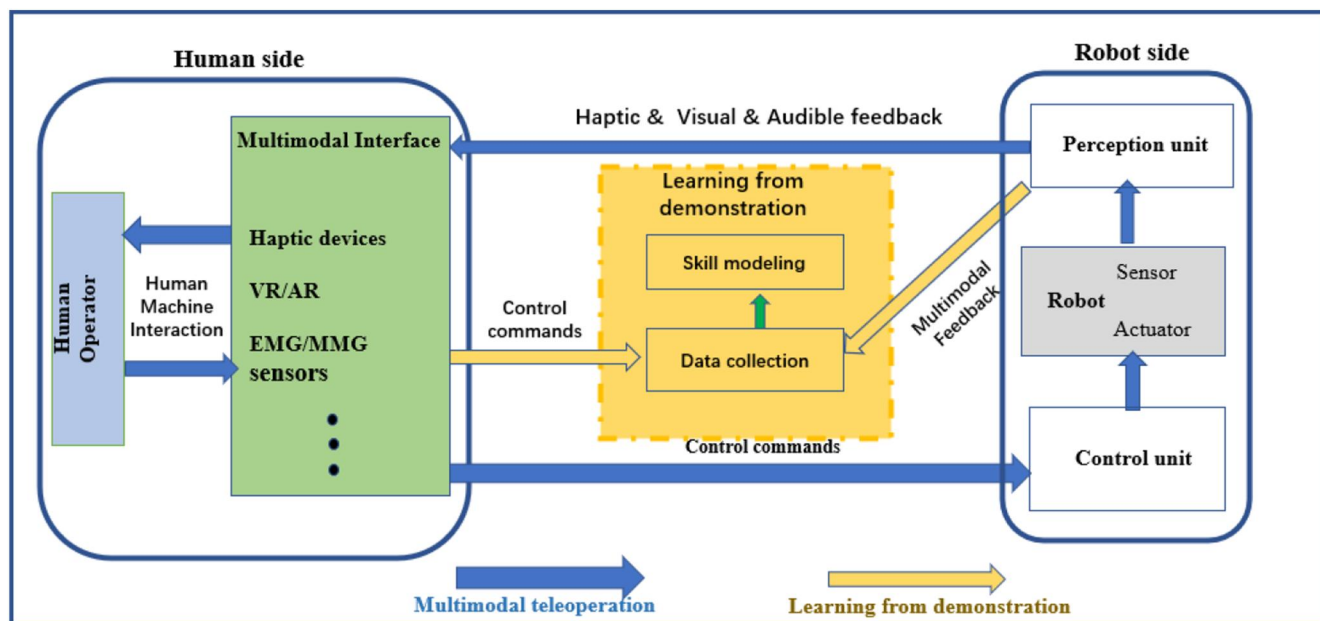 Human side
Robot side
Haptic & Visual & Audible feedback
Multimodal Interface
Perception unit
Learning from
demonstration
Human
Operator
Haptic devices
Skill modeling
Multimodal
Feedback
Sensor
Robot
Actuator
Human
Machine
Interaction
VR/AR
Control
commands
EMG/MMG
sensors
Data collection
Control commands
Control unit
Multimodal teleoperation
Learning from demonstration